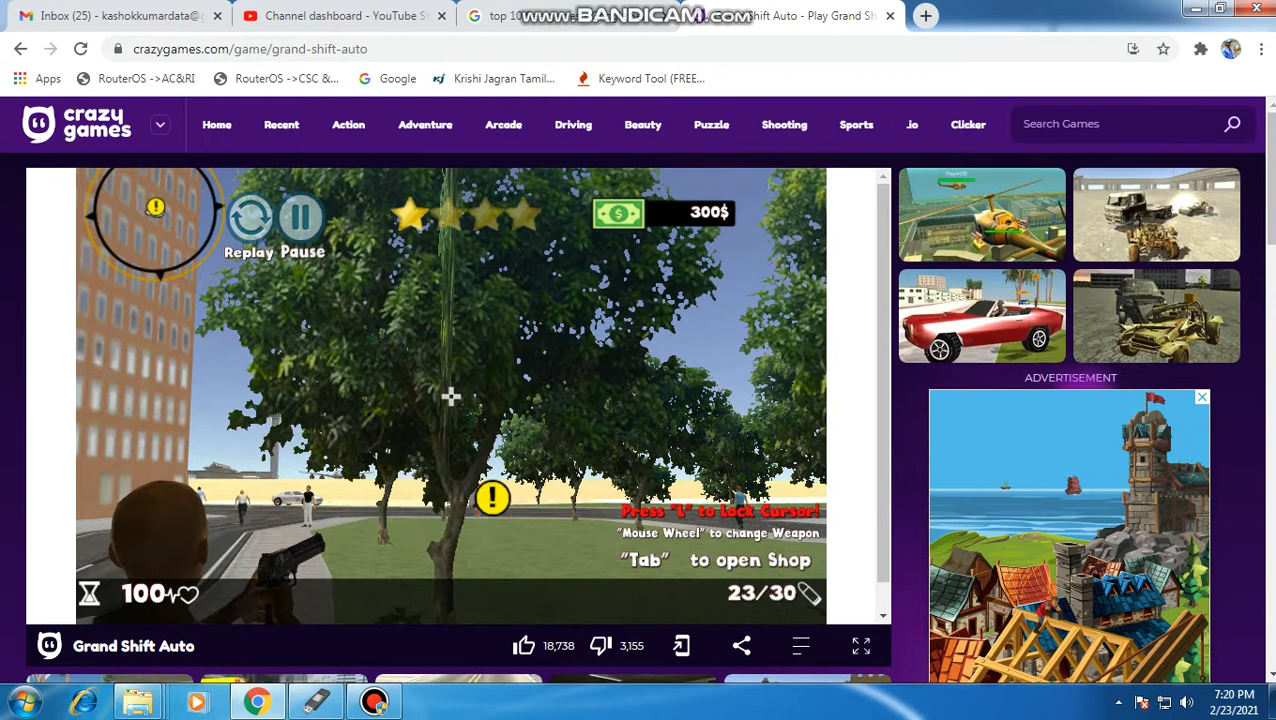 Inbox (25) - kashokkumardata@g
Channel dashboard - YouTube St
top 10
www.BANDICAM.com
Shift Auto - Play Grand Sh
crazygames.com/game/grand-shift-auto
Apps
RouterOS ->AC&RI
RouterOS ->CSC &...
Google
Krishi Jagran Tamil...
Keyword Tool (FREE...
crazy
games
Home
Recent
Action
Adventure
Arcade
Driving
Beauty
Puzzle
Shooting
Sports
.io
Clicker
Search Games
Replay Pause
300$
ADVERTISEMENT
Press "L" to Lock Cursor!
"Mouse Wheel" to change Weapon
"Tab" to open Shop
100
23/30
Grand Shift Auto
18,738
3,155
7:20 PM
2/23/2021